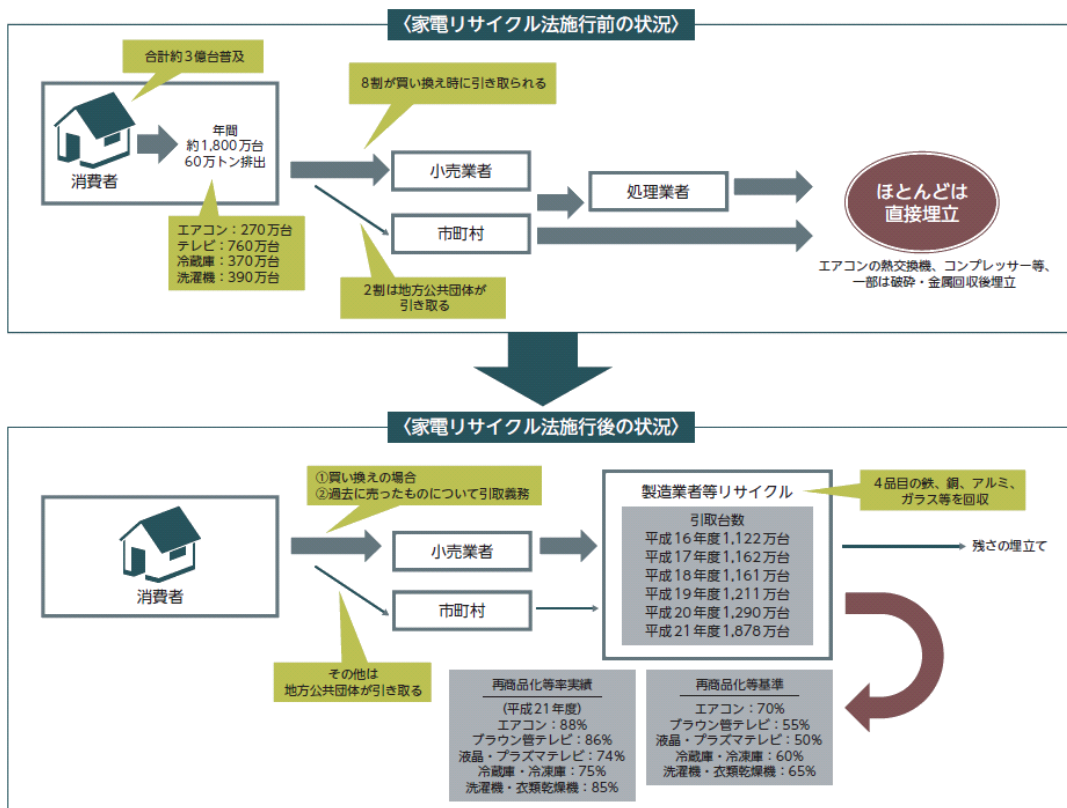 〈家電リサイクル法施行前の状況〉
合計約3億台普及
8割が買い換え時に引き取られる
年間
約1,800万台
60万トン排出
消費者
小売業者
処理業者
ほとんどは
直接埋立
市町村
エアコン:270万台
テレビ:760万台
冷蔵庫:370万台
洗濯機:390万台
2割は地方公共団体が
引き取る
エアコンの熱交換機、コンプレッサー等、
一部は破砕・金属回収後埋立
〈家電リサイクル法施行後の状況〉
①買い換えの場合
②過去に売ったものについて引取義務
製造業者等リサイクル
4品目の鉄、銅、アルミ、
ガラス等を回収
引取台数
平成16年度1,122万台
平成17年度1,162万台
平成18年度1,161万台
平成19年度1,211万台
平成20年度1,290万台
平成21年度1,878万台
小売業者
残さの埋立て
消費者
市町村
その他は
地方公共団体が引き取る
再商品化等率実績
(平成21年度)
エアコン:88%
ブラウン管テレビ:86%
液晶・プラズマテレビ:74%
冷蔵庫・冷凍庫:75%
洗濯機・衣類乾燥機:85%
再商品化等基準
エアコン:70%
ブラウン管テレビ:55%
液晶・プラズマテレビ:50%
冷蔵庫・冷凍庫:60%
洗濯機・衣類乾燥機:65%